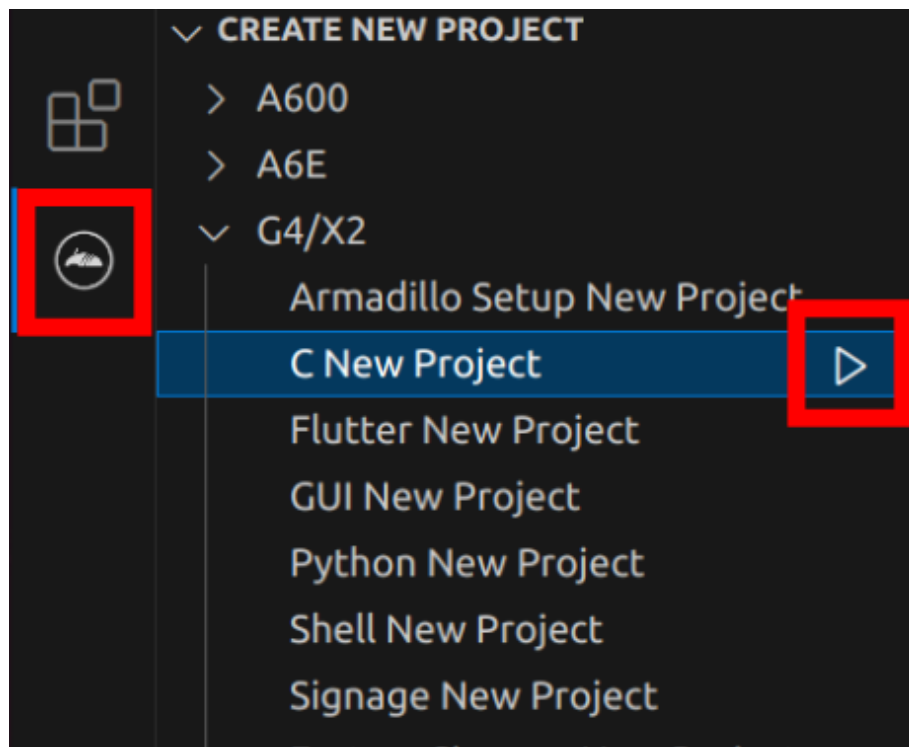 CREATE NEW PROJECT
A600
A6E
G4/X2
Armadillo Setup New Project
C New Project
Flutter New Project
GUI New Project
Python New Project
Shell New Project
Signage New Project